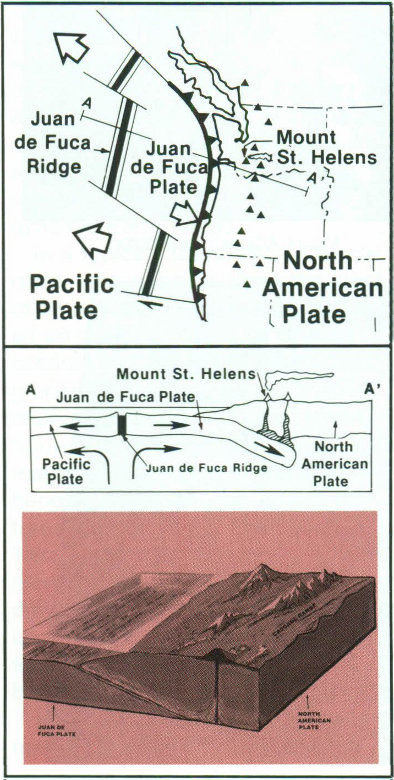 A
Juan
de Fuca
Ridge
Juan
de Fuca
Plate
Mount
St. Helens
A'
Pacific
Plate
North
American
Plate
A
A'
Mount St. Helens
Juan de Fuca Plate
Pacific
Plate
Juan de Fuca Ridge
North
American
Plate
CASCADE RANGE
JUAN DE
FUCA PLATE
NORTH
AMERICAN
PLATE